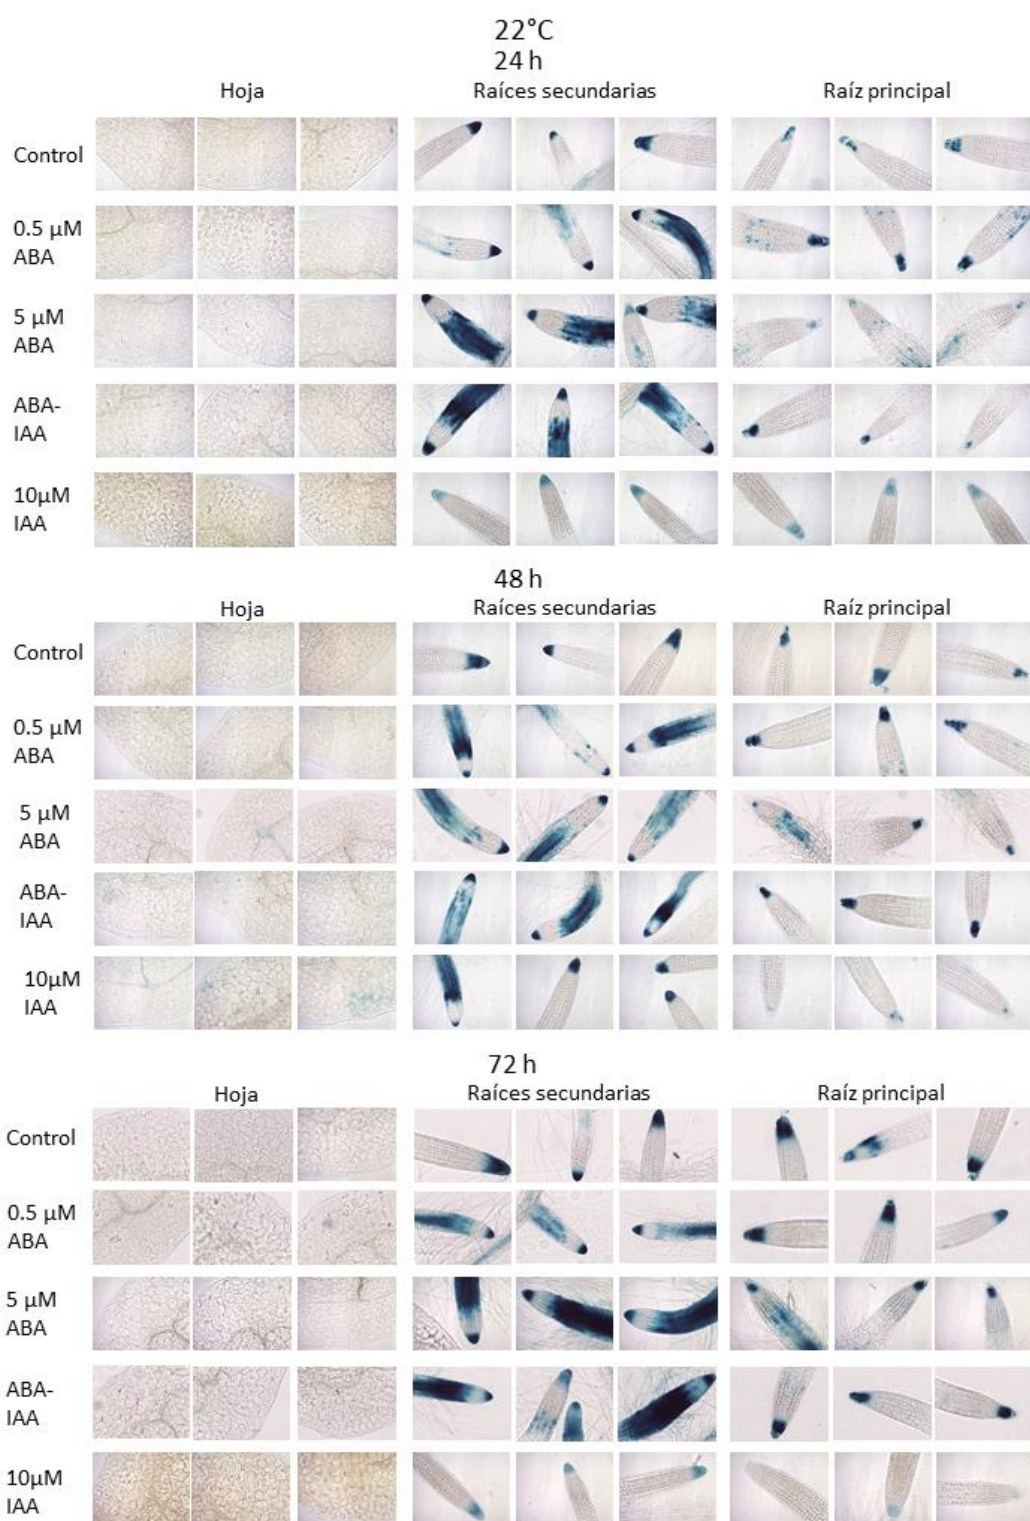 22°C
24 h
Hoja Raíces secundarias Raíz principal
Control
0.5 µM
ABA
5 µM
ABA
ABA-
IAA
10µM
IAA
48 h
Hoja Raíces secundarias Raíz principal
Control
0.5 µM
ABA
5 µM
ABA
ABA-
IAA
10µM
IAA
72 h
Hoja Raíces secundarias Raíz principal
Control
0.5 µM
ABA
5 µM
ABA
ABA-
IAA
10µM
IAA